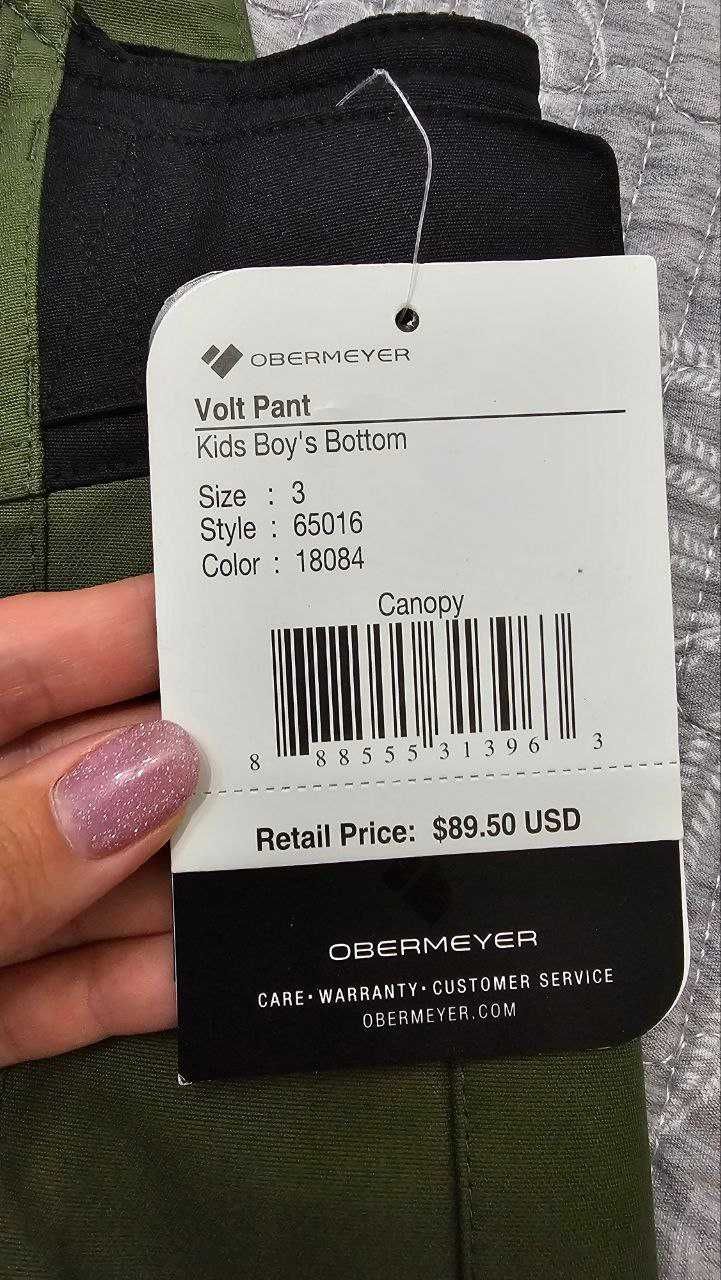 OBERMEYER
Volt Pant
Kids Boy's Bottom
Size : 3
Style : 65016
Color : 18084
Canopy
8 88555 31396 3
Retail Price: $89.50 USD
OBERMEYER
CARE • WARRANTY • CUSTOMER SERVICE
OBERMEYER.COM